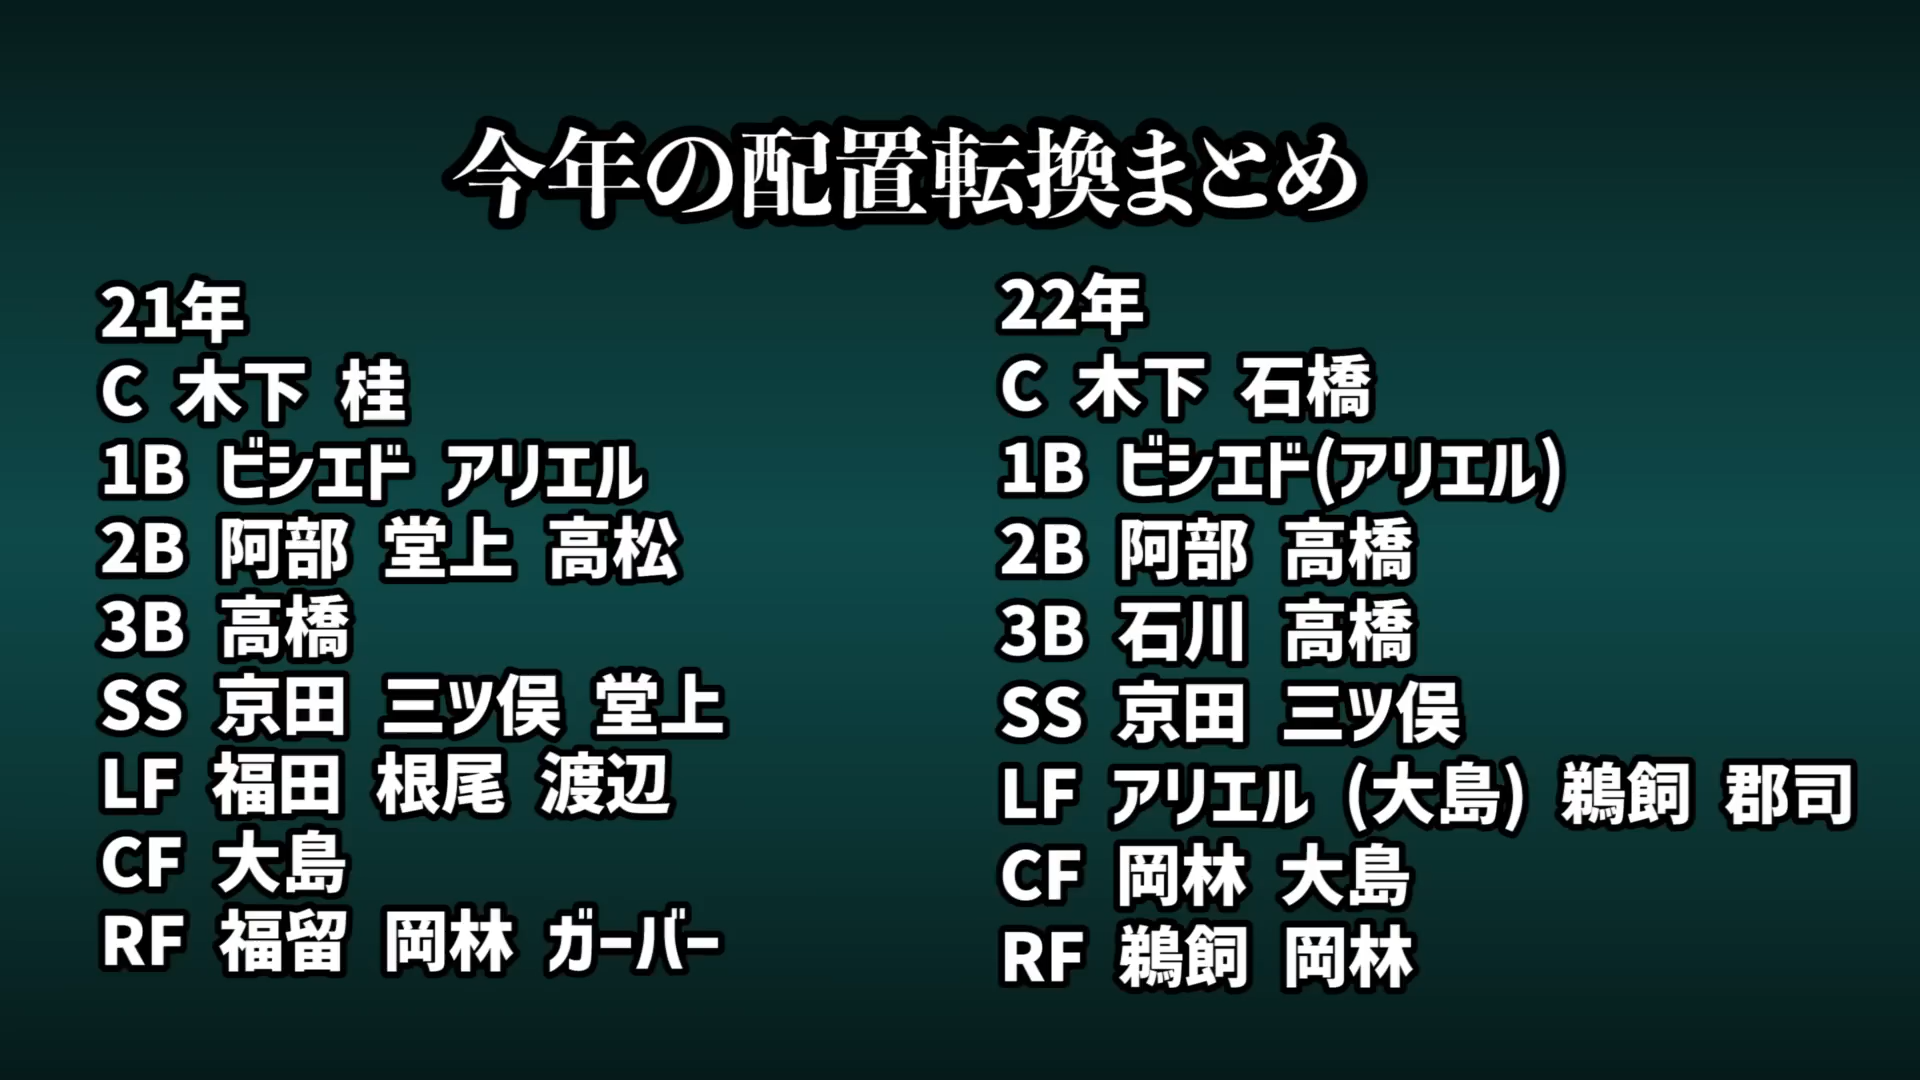 今年の配置転換まとめ
21年
C 木下 桂
1B ビシエド アリエル
2B 阿部 堂上 高松
3B 高橋
SS 京田 三ツ俣 堂上
LF 福田 根尾 渡辺
CF 大島
RF 福留 岡林 ガーバー
22年
C 木下 石橋
1B ビシエド(アリエル)
2B 阿部 高橋
3B 石川 高橋
SS 京田 三ツ俣
LF アリエル (大島) 鵜飼 郡司
CF 岡林 大島
RF 鵜飼 岡林